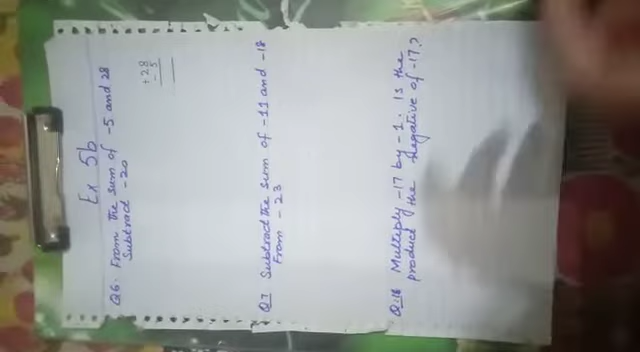 Ex 5b
Q6. From the sum of -5 and 28
Subtract -20
+28
-5
Q7 Subtract the sum of -11 and -18
From -23
Q.18 Multiply -17 by -1. Is the
product the negative of -17?